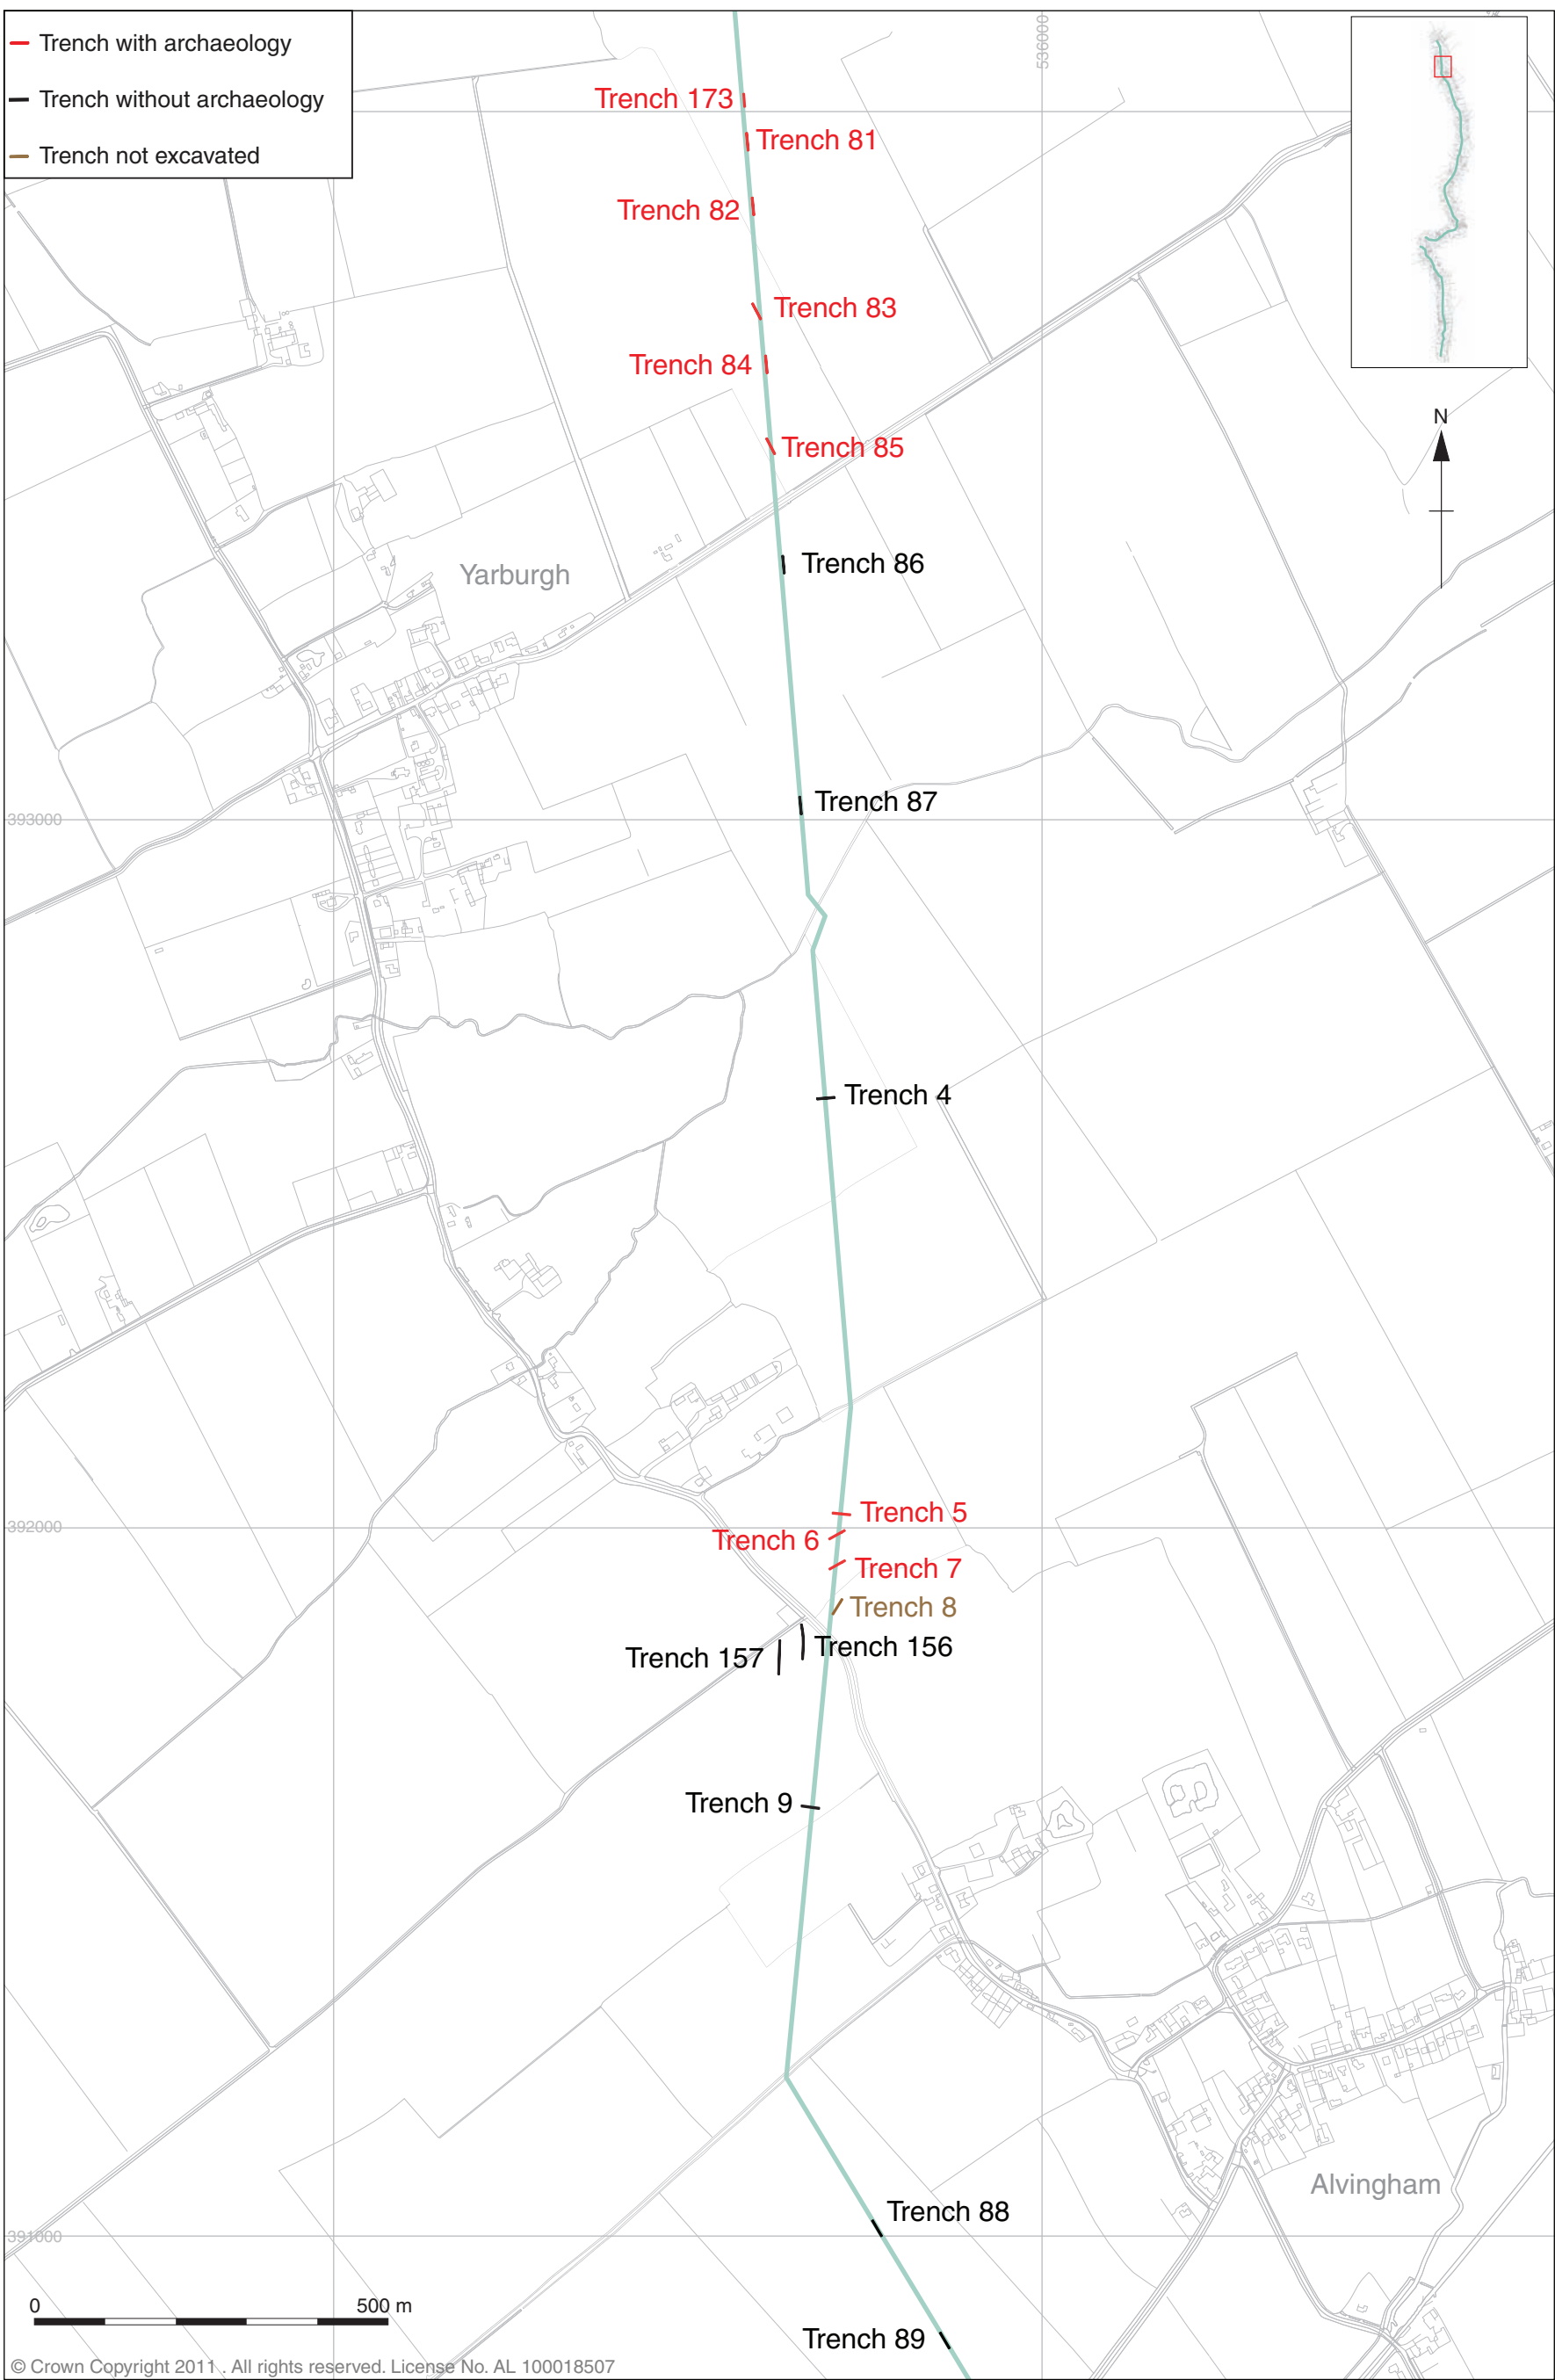 Trench with archaeology
Trench without archaeology
Trench not excavated
536000
N
Trench 173
Trench 81
Trench 82
Trench 83
Trench 84
Trench 85
Trench 86
Yarburgh
Trench 87
393000
Trench 4
Trench 5
392000
Trench 6
Trench 7
Trench 8
Trench 156
Trench 157
Trench 9
Alvingham
Trench 88
391000
0 500 m
Trench 89
© Crown Copyright 2011 . All rights reserved. License No. AL 100018507